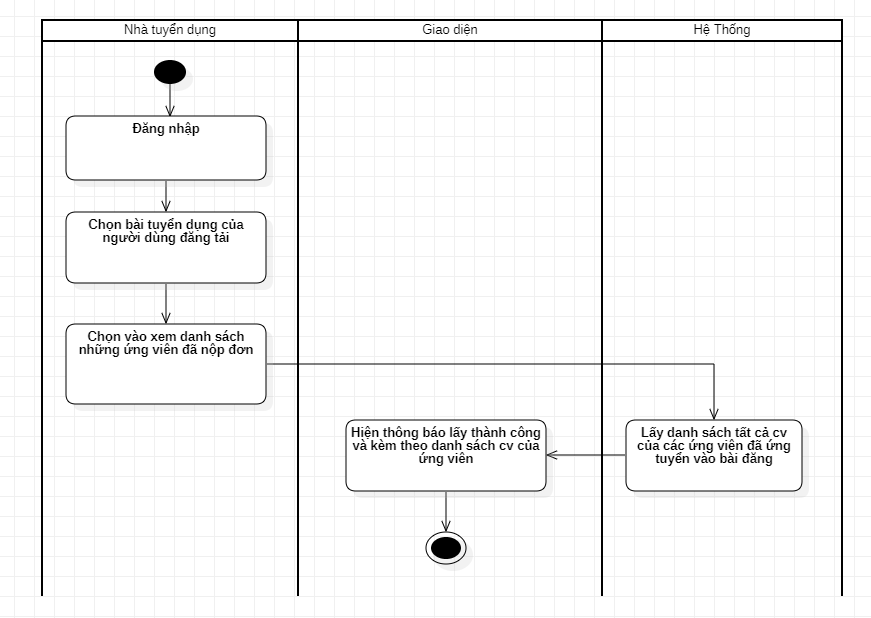 Nhà tuyển dụng
Giao diện
Hệ Thống
Đăng nhập
Chọn bài tuyển dụng của
người dùng đăng tải
Chọn vào xem danh sách
những ứng viên đã nộp đơn
Hiện thông báo lấy thành công
và kèm theo danh sách cv của
ứng viên
Lấy danh sách tất cả cv
của các ứng viên đã ứng
tuyển vào bài đăng